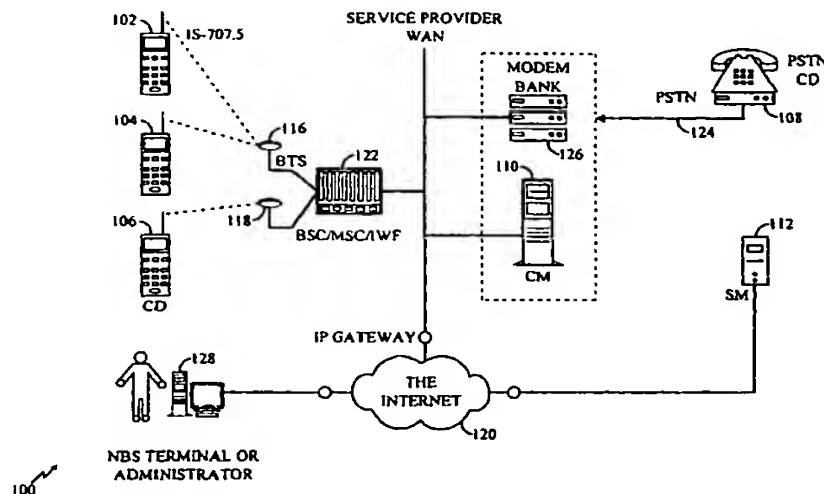 SERVICE PROVIDER
WAN
102
IS-707.5
MODEM
BANK
PSTN
CD
104
116
PSTN
124
108
BTS
122
126
110
106
118
BSC/MSC/IWF
112
CD
CM
SM
IP GATEWAY
128
THE
INTERNET
120
NBS TERMINAL OR
ADMINISTRATOR
100